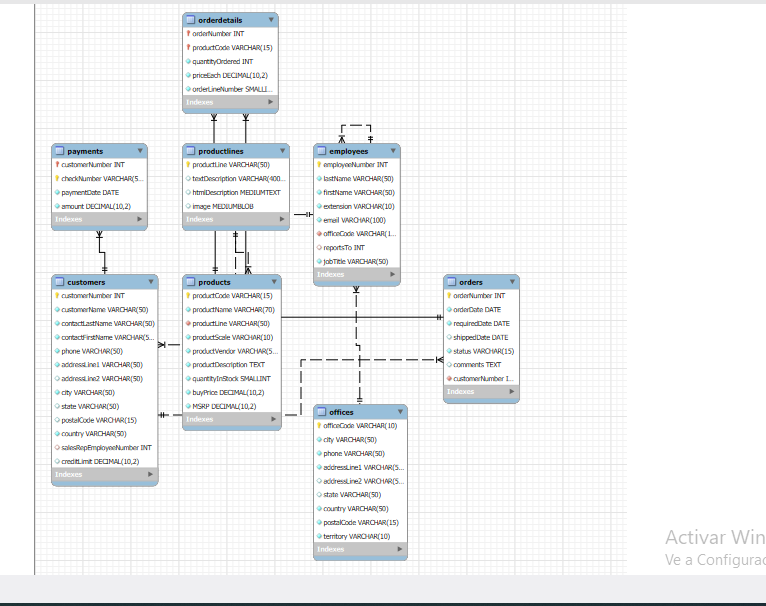 orderdetails
orderNumber INT
productCode VARCHAR(15)
quantityOrdered INT
priceEach DECIMAL(10,2)
orderLineNumber SMALLI...
Indexes
payments
customerNumber INT
checkNumber VARCHAR(5...
paymentDate DATE
amount DECIMAL(10,2)
Indexes
productlines
productLine VARCHAR(50)
textDescription VARCHAR(400...
htmlDescription MEDIUMTEXT
image MEDIUMBLOB
Indexes
employees
employeeNumber INT
lastName VARCHAR(50)
firstName VARCHAR(50)
extension VARCHAR(10)
email VARCHAR(100)
officeCode VARCHAR(1...
reportsTo INT
jobTitle VARCHAR(50)
Indexes
customers
customerNumber INT
customerName VARCHAR(50)
contactLastName VARCHAR(50)
contactFirstName VARCHAR(5...
phone VARCHAR(50)
addressLine1 VARCHAR(50)
addressLine2 VARCHAR(50)
city VARCHAR(50)
state VARCHAR(50)
postalCode VARCHAR(15)
country VARCHAR(50)
salesRepEmployeeNumber INT
creditLimit DECIMAL(10,2)
Indexes
products
productCode VARCHAR(15)
productName VARCHAR(70)
productLine VARCHAR(50)
productScale VARCHAR(10)
productVendor VARCHAR(5...
productDescription TEXT
quantityInStock SMALLINT
buyPrice DECIMAL(10,2)
MSRP DECIMAL(10,2)
Indexes
orders
orderNumber INT
orderDate DATE
requiredDate DATE
shippedDate DATE
status VARCHAR(15)
comments TEXT
customerNumber I...
Indexes
offices
officeCode VARCHAR(10)
city VARCHAR(50)
phone VARCHAR(50)
addressLine1 VARCHAR(5...
addressLine2 VARCHAR(5...
state VARCHAR(50)
country VARCHAR(50)
postalCode VARCHAR(15)
territory VARCHAR(10)
Indexes
Activar Win
Ve a Configurac